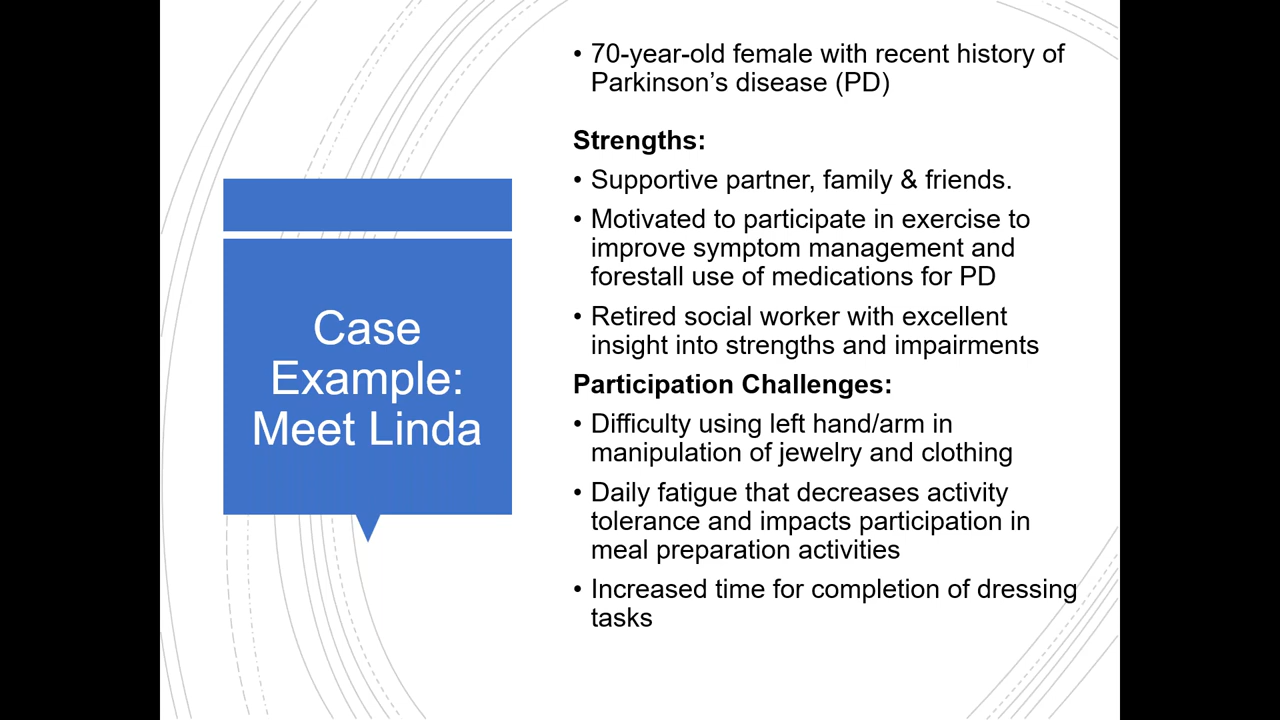 Case
Example:
Meet Linda
• 70-year-old female with recent history of
Parkinson’s disease (PD)
Strengths:
• Supportive partner, family & friends.
• Motivated to participate in exercise to
improve symptom management and
forestall use of medications for PD
• Retired social worker with excellent
insight into strengths and impairments
Participation Challenges:
• Difficulty using left hand/arm in
manipulation of jewelry and clothing
• Daily fatigue that decreases activity
tolerance and impacts participation in
meal preparation activities
• Increased time for completion of dressing
tasks